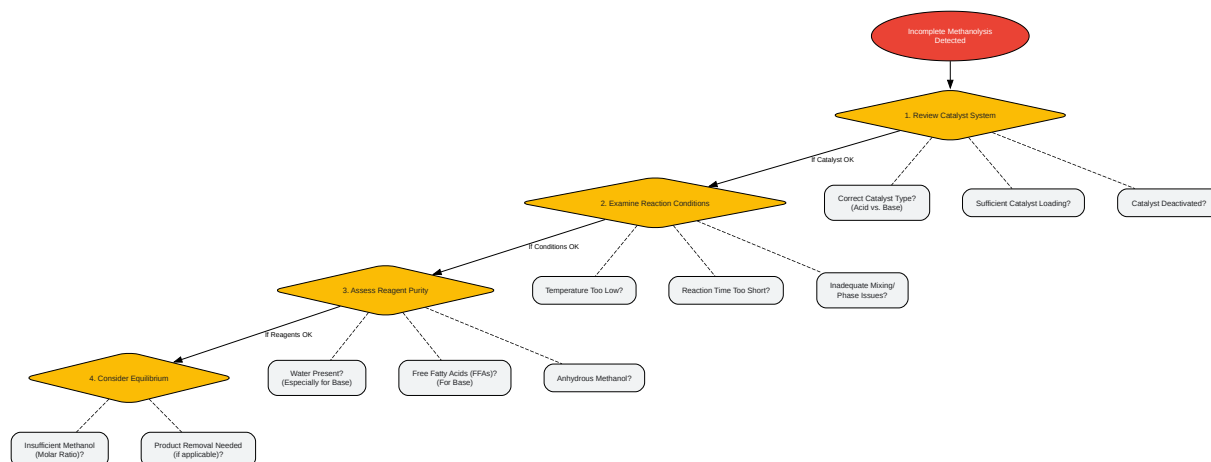 Incomplete Methanolysis
Detected
1. Review Catalyst System
If Catalyst OK
Correct Catalyst Type?
(Acid vs. Base)
Sufficient Catalyst Loading?
Catalyst Deactivated?
2. Examine Reaction Conditions
If Conditions OK
Temperature Too Low?
Reaction Time Too Short?
Inadequate Mixing/
Phase Issues?
3. Assess Reagent Purity
If Reagents OK
Water Present?
(Especially for Base)
Free Fatty Acids (FFAs)?
(For Base)
Anhydrous Methanol?
4. Consider Equilibrium
Insufficient Methanol
(Molar Ratio)?
Product Removal Needed
(if applicable)?